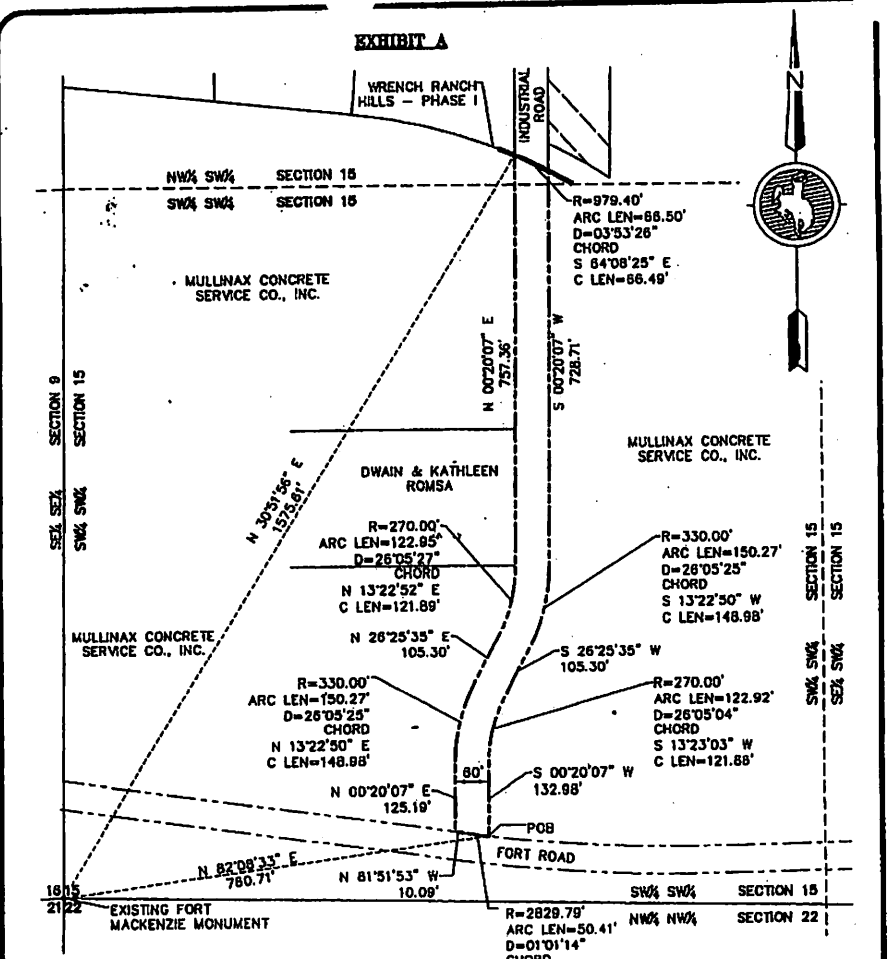 EXHIBIT A
WRENCH RANCH
HILLS - PHASE I
INDUSTRIAL
ROAD
N
NW¼ SW¼ SECTION 15
SW¼ SW¼ SECTION 15
R=979.40'
ARC LEN=66.50'
D=03°53'26"
CHORD
S 64°08'25" E
C LEN=66.49'
MULLINAX CONCRETE
SERVICE CO., INC.
N 00°20'07" E
757.36'
S 00°20'07" W
728.71'
SECTION 9
SECTION 15
MULLINAX CONCRETE
SERVICE CO., INC.
DWAIN & KATHLEEN
ROMSA
N 30°51'56" E
1575.61'
SE¼ SE¼
SW¼ SW¼
R=270.00'
ARC LEN=122.95'
D=26°05'27"
CHORD
N 13°22'52" E
C LEN=121.89'
R=330.00'
ARC LEN=150.27'
D=26°05'25"
CHORD
S 13°22'50" W
C LEN=148.98'
SECTION 15
SECTION 15
MULLINAX CONCRETE
SERVICE CO., INC.
N 26°25'35" E
105.30'
S 26°25'35" W
105.30'
SW¼ SW¼
SE¼ SW¼
R=330.00'
ARC LEN=150.27'
D=26°05'25"
CHORD
N 13°22'50" E
C LEN=148.98'
R=270.00'
ARC LEN=122.92'
D=26°05'04"
CHORD
S 13°23'03" W
C LEN=121.88'
60'
N 00°20'07" E
125.19'
S 00°20'07" W
132.98'
POB
FORT ROAD
N 82°08'33" E
780.71'
N 81°51'53" W
10.09'
16 15
21 22
EXISTING FORT
MACKENZIE MONUMENT
SW¼ SW¼ SECTION 15
NW¼ NW¼ SECTION 22
R=2829.79'
ARC LEN=50.41'
D=01°01'14"
CHORD